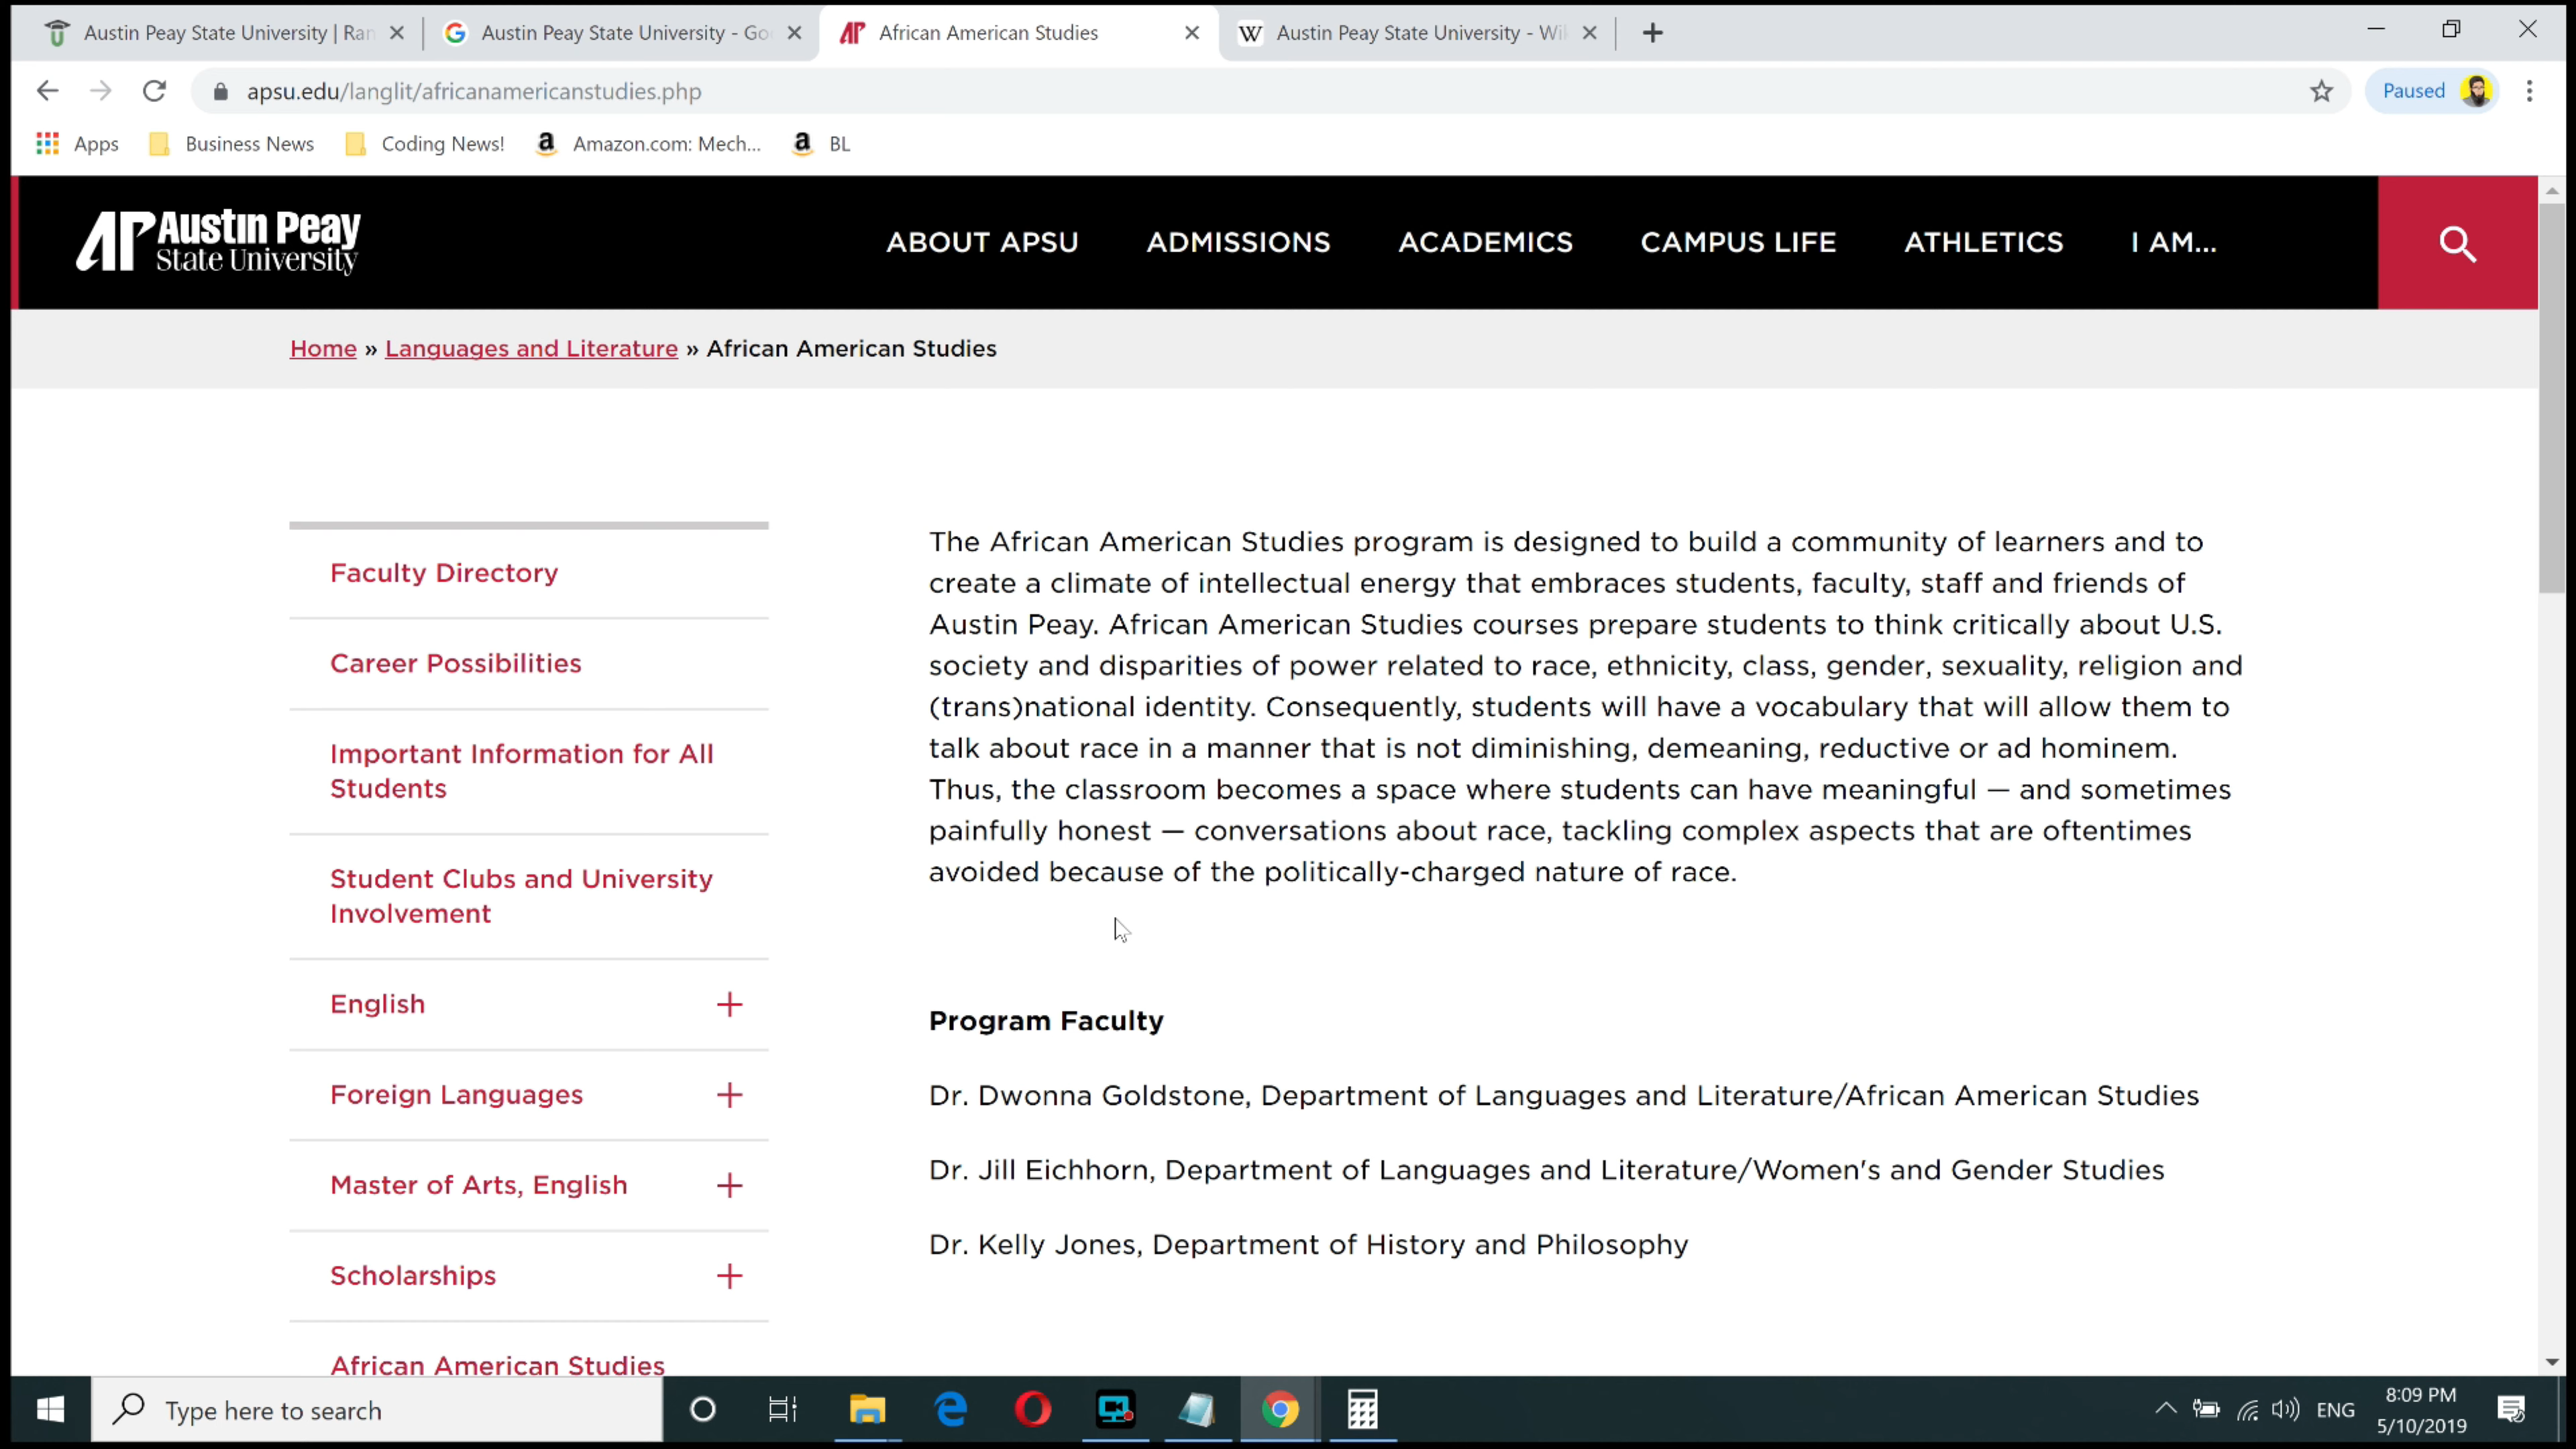 Austin Peay State University | Ran
Austin Peay State University - Go
African American Studies
Austin Peay State University - Wi
apsu.edu/langlit/africanamericanstudies.php
Paused
Apps
Business News
Coding News!
Amazon.com: Mech...
BL
AP Austin Peay
State University
ABOUT APSU
ADMISSIONS
ACADEMICS
CAMPUS LIFE
ATHLETICS
I AM...
Home » Languages and Literature » African American Studies
Faculty Directory
Career Possibilities
Important Information for All
Students
Student Clubs and University
Involvement
English
Foreign Languages
Master of Arts, English
Scholarships
African American Studies
The African American Studies program is designed to build a community of learners and to
create a climate of intellectual energy that embraces students, faculty, staff and friends of
Austin Peay. African American Studies courses prepare students to think critically about U.S.
society and disparities of power related to race, ethnicity, class, gender, sexuality, religion and
(trans)national identity. Consequently, students will have a vocabulary that will allow them to
talk about race in a manner that is not diminishing, demeaning, reductive or ad hominem.
Thus, the classroom becomes a space where students can have meaningful — and sometimes
painfully honest — conversations about race, tackling complex aspects that are oftentimes
avoided because of the politically-charged nature of race.
Program Faculty
Dr. Dwonna Goldstone, Department of Languages and Literature/African American Studies
Dr. Jill Eichhorn, Department of Languages and Literature/Women's and Gender Studies
Dr. Kelly Jones, Department of History and Philosophy
Type here to search
ENG
8:09 PM
5/10/2019